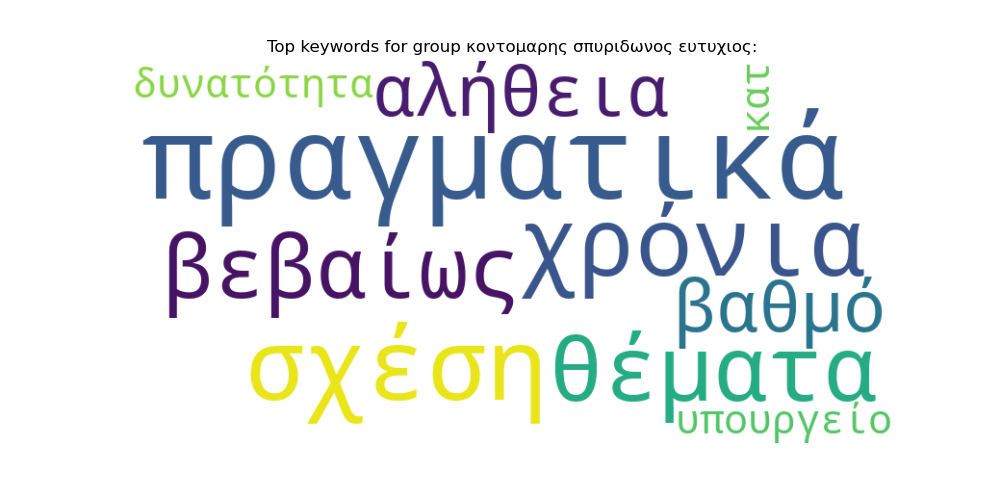 Top keywords for group κοντομαρης σπυριδωνος ευτυχιος:
δυνατότητα αλήθεια κατ
πραγματικά
βεβαίως χρόνια
βαθμό
σχέση θέματα
υπουργείο